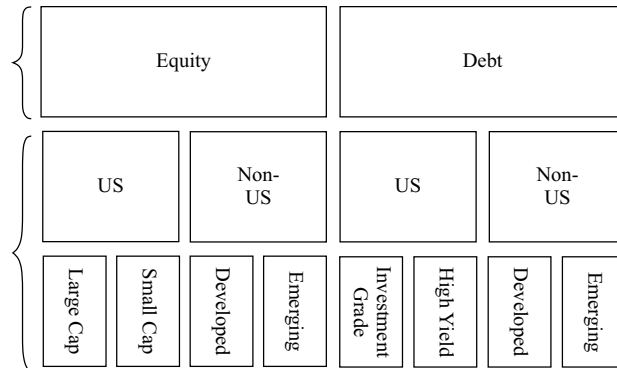 Equity
Debt
US
Non-
US
US
Non-
US
Large Cap
Small Cap
Developed
Emerging
Investment
Grade
High Yield
Developed
Emerging